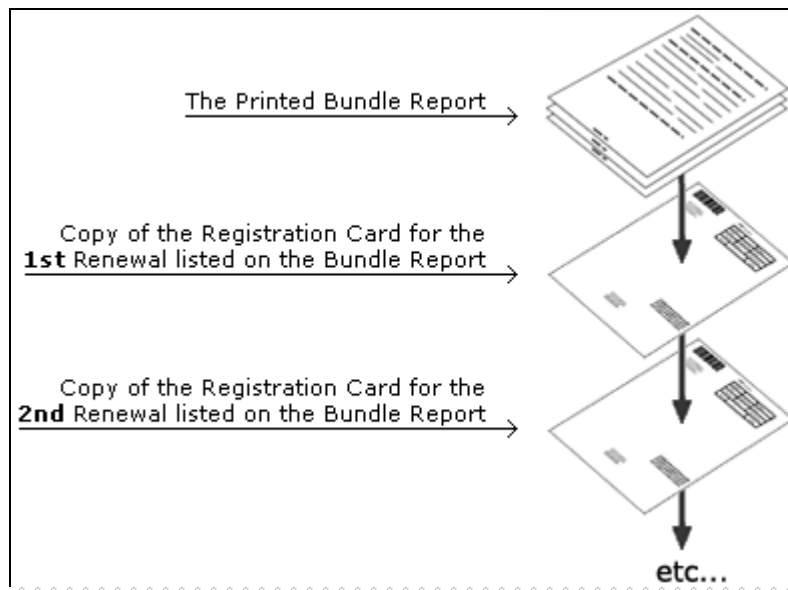 The Printed Bundle Report
Copy of the Registration Card for the
1st Renewal listed on the Bundle Report
Copy of the Registration Card for the
2nd Renewal listed on the Bundle Report
etc...